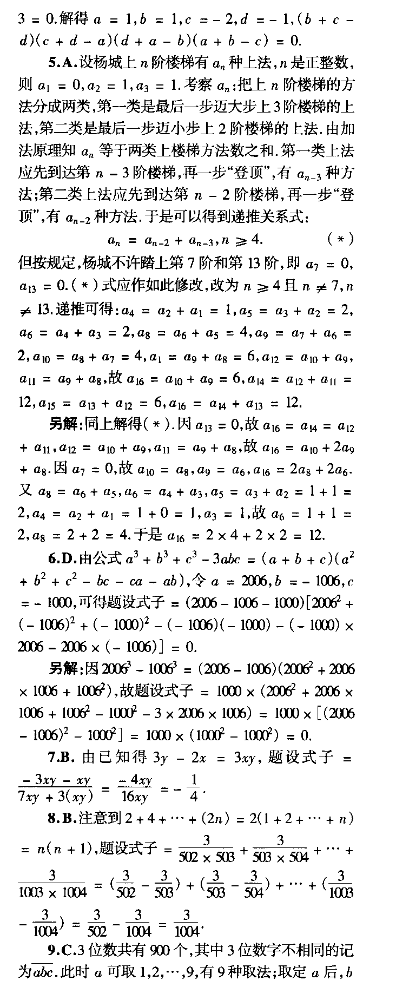 3 = 0.解得 a = 1,b = 1,c = - 2,d = - 1,(b + c -
d)(c + d - a)(d + a - b)(a + b - c) = 0.
5.A.设杨城上 n 阶楼梯有 aₙ 种上法,n 是正整数,
则 a₁ = 0,a₂ = 1,a₃ = 1.考察 aₙ:把上 n 阶楼梯的方
法分成两类,第一类是最后一步迈大步上3阶楼梯的上
法,第二类是最后一步迈小步上 2 阶楼梯的上法.由加
法原理知 aₙ 等于两类上楼梯方法数之和.第一类上法
应先到达第 n - 3阶楼梯,再一步“登顶”,有 aₙ₋₃ 种方
法;第二类上法应先到达第 n - 2阶楼梯,再一步“登
顶”,有 aₙ₋₂ 种方法.于是可以得到递推关系式:
aₙ = aₙ₋₂ + aₙ₋₃,n ≥ 4. (*)
但按规定,杨城不许踏上第 7 阶和第 13 阶,即 a₇ = 0,
a₁₃ = 0.(*)式应作如此修改,改为 n ≥ 4且 n ≠ 7,n
≠ 13.递推可得:a₄ = a₂ + a₁ = 1,a₅ = a₃ + a₂ = 2,
a₆ = a₄ + a₃ = 2,a₈ = a₆ + a₅ = 4,a₉ = a₇ + a₆ =
2,a₁₀ = a₈ + a₇ = 4,a₁ = a₉ + a₈ = 6,a₁₂ = a₁₀ + a₉,
a₁₁ = a₉ + a₈,故 a₁₆ = a₁₀ + a₉ = 6,a₁₄ = a₁₂ + a₁₁ =
12,a₁₅ = a₁₃ + a₁₂ = 6,a₁₆ = a₁₄ + a₁₃ = 12.
另解:同上解得(*).因 a₁₃ = 0,故 a₁₆ = a₁₄ = a₁₂
+ a₁₁,a₁₂ = a₁₀ + a₉,a₁₁ = a₉ + a₈,故 a₁₆ = a₁₀ + 2a₉
+ a₈.因 a₇ = 0,故 a₁₀ = a₈,a₉ = a₆,a₁₆ = 2a₈ + 2a₆.
又 a₈ = a₆ + a₅,a₆ = a₄ + a₃,a₅ = a₃ + a₂ = 1 + 1 =
2,a₄ = a₂ + a₁ = 1 + 0 = 1,a₃ = 1,故 a₆ = 1 + 1 =
2,a₈ = 2 + 2 = 4.于是 a₁₆ = 2 × 4 + 2 × 2 = 12.
6.D.由公式 a³ + b³ + c³ - 3abc = (a + b + c)(a²
+ b² + c² - bc - ca - ab),令 a = 2006,b = - 1006,c
= - 1000,可得题设式子 = (2006 - 1006 - 1000)[2006² +
(- 1006)² + (- 1000)² - (- 1006)(- 1000) - (- 1000) ×
2006 - 2006 × (- 1006)] = 0.
另解:因 2006³ - 1006³ = (2006 - 1006)(2006² + 2006
× 1006 + 1006²),故题设式子 = 1000 × (2006² + 2006 ×
1006 + 1006² - 1000² - 3 × 2006 × 1006) = 1000 × [(2006
- 1006)² - 1000²] = 1000 × (1000² - 1000²) = 0.
7.B. 由已知得 3y - 2x = 3xy, 题设式子 =
(- 3xy - xy)/(7xy + 3(xy)) = (- 4xy)/(16xy) = - 1/4.
8.B.注意到 2 + 4 + ⋯ + (2n) = 2(1 + 2 + ⋯ + n)
= n(n + 1),题设式子 = 3/(502 × 503) + 3/(503 × 504) + ⋯ +
3/(1003 × 1004) = (3/502 - 3/503) + (3/503 - 3/504) + ⋯ + (3/1003
- 3/1004) = 3/502 - 3/1004 = 3/1004.
9.C.3 位数共有 900 个,其中 3 位数字不相同的记
为a̅b̅c̅.此时 a 可取 1,2,⋯,9,有 9 种取法;取定 a 后,b